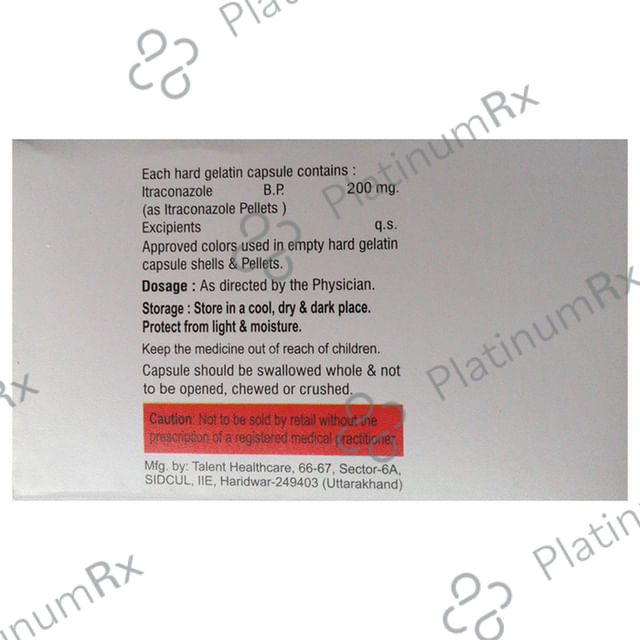 Platinum
PlatinumRx
Each hard gelatin capsule contains :
Itraconazole B.P. 200 mg.
(as Itraconazole Pellets )
Excipients q.s.
Approved colors used in empty hard gelatin
capsule shells & Pellets.
Dosage : As directed by the Physician.
Storage : Store in a cool, dry & dark place.
Protect from light & moisture.
Keep the medicine out of reach of children.
Capsule should be swallowed whole & not
to be opened, chewed or crushed.
PlatinumRx
Rx
Caution: Not to be sold by retail without the
prescription of a registered medical practitioner.
Mfg. by: Talent Healthcare, 66-67, Sector-6A,
SIDCUL, IIE, Haridwar-249403 (Uttarakhand)
Platinum
inumRx